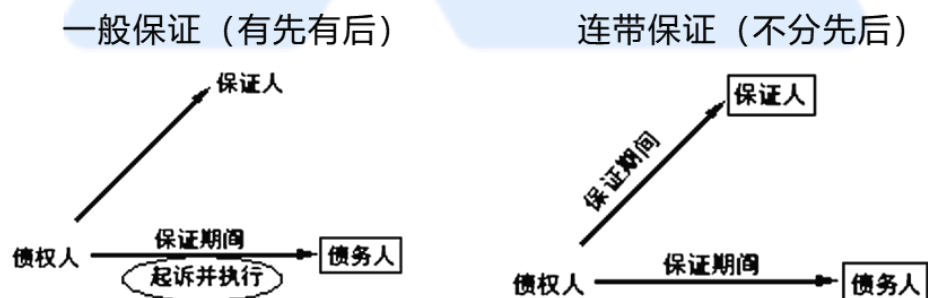 一般保证（有先有后）
保证人
债权人
保证期间
起诉并执行
债务人
连带保证（不分先后）
保证人
保证期间
债权人
保证期间
债务人